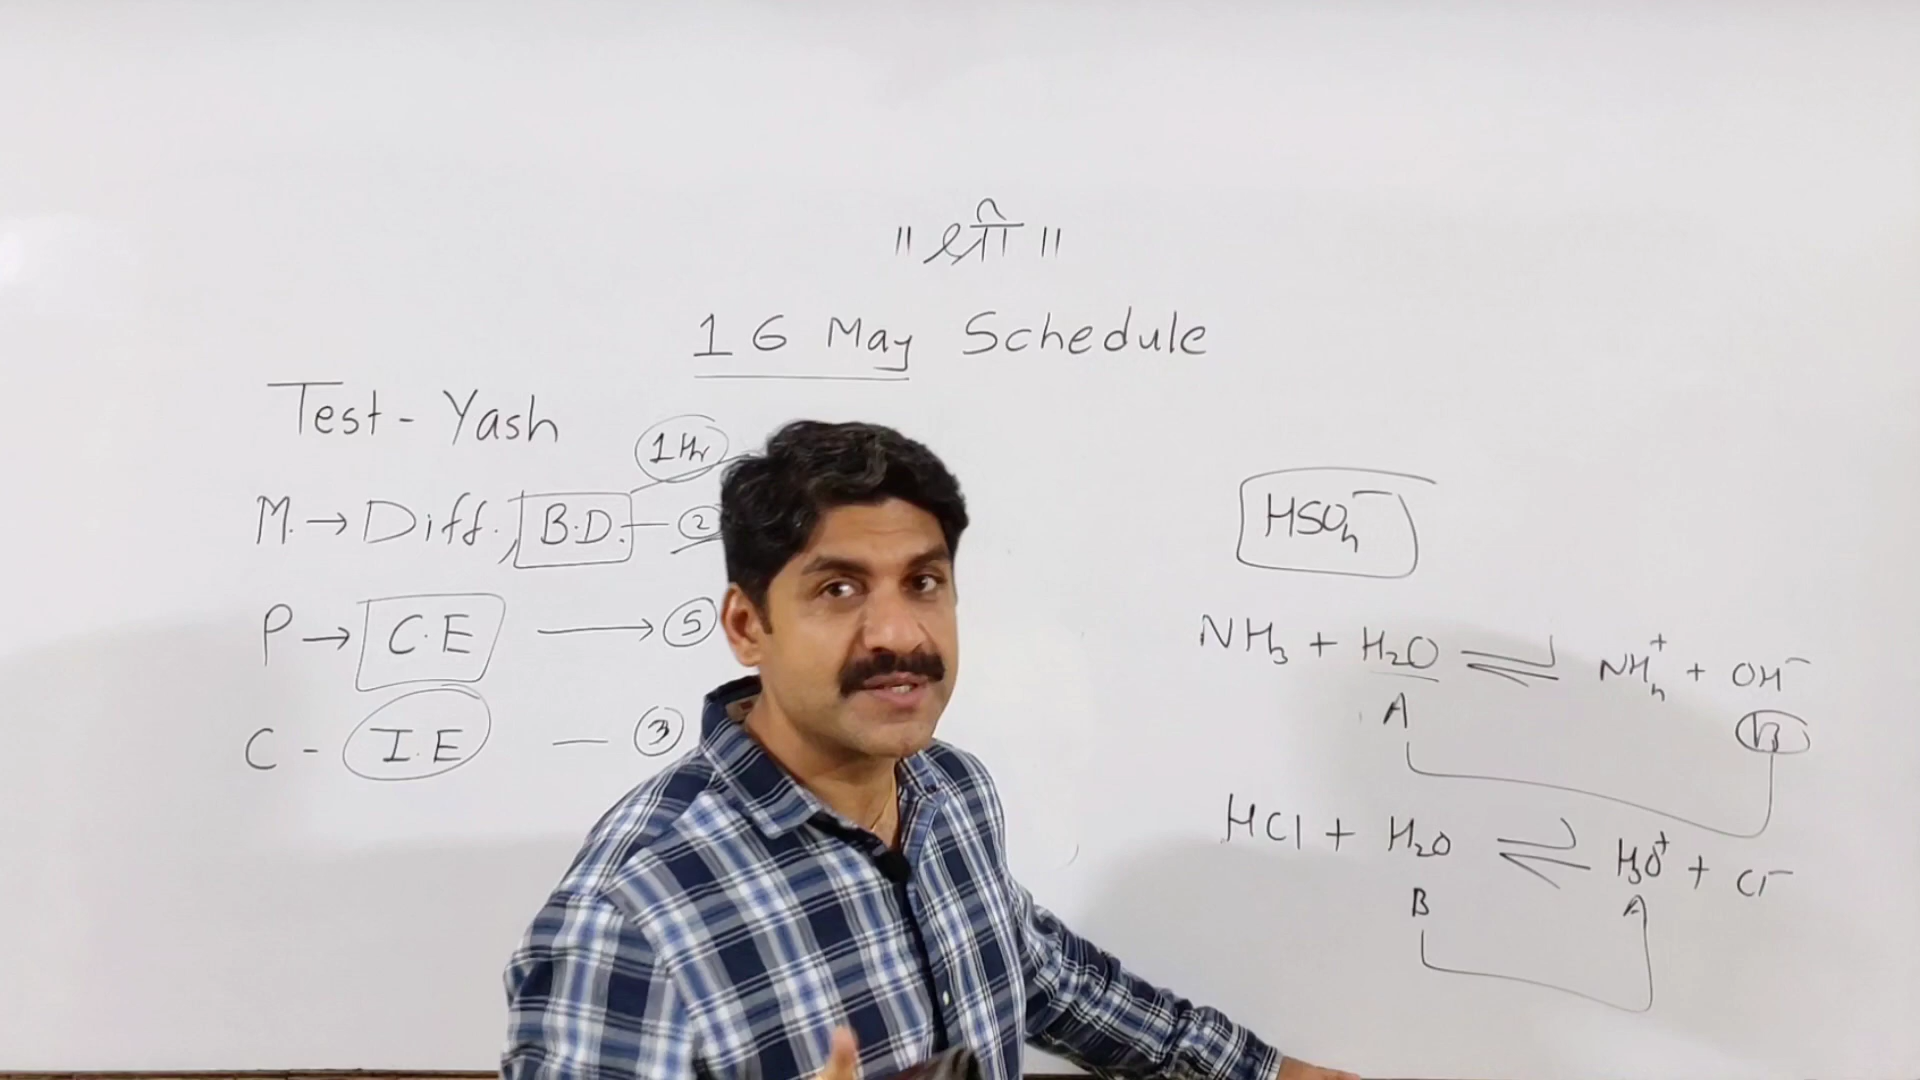 ॥ श्री ॥
16 May Schedule
Test - Yash
1 Hr
M. → Diff., B.D. — 2
P → C.E → 5
C - I.E — 3
HSO₄⁻
NH₃ + H₂O ⇌ NH₄⁺ + OH⁻
A B
HCl + H₂O ⇌ H₃O⁺ + Cl⁻
B A